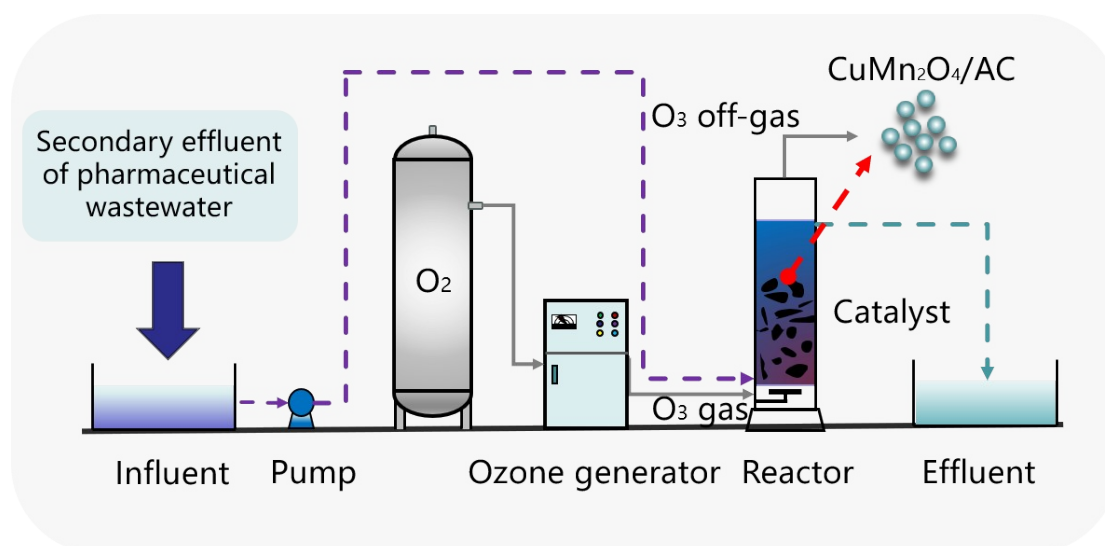 CuMn₂O₄/AC
O₃ off-gas
Secondary effluent
of pharmaceutical
wastewater
O₂
Catalyst
O₃ gas
Influent
Pump
Ozone generator
Reactor
Effluent